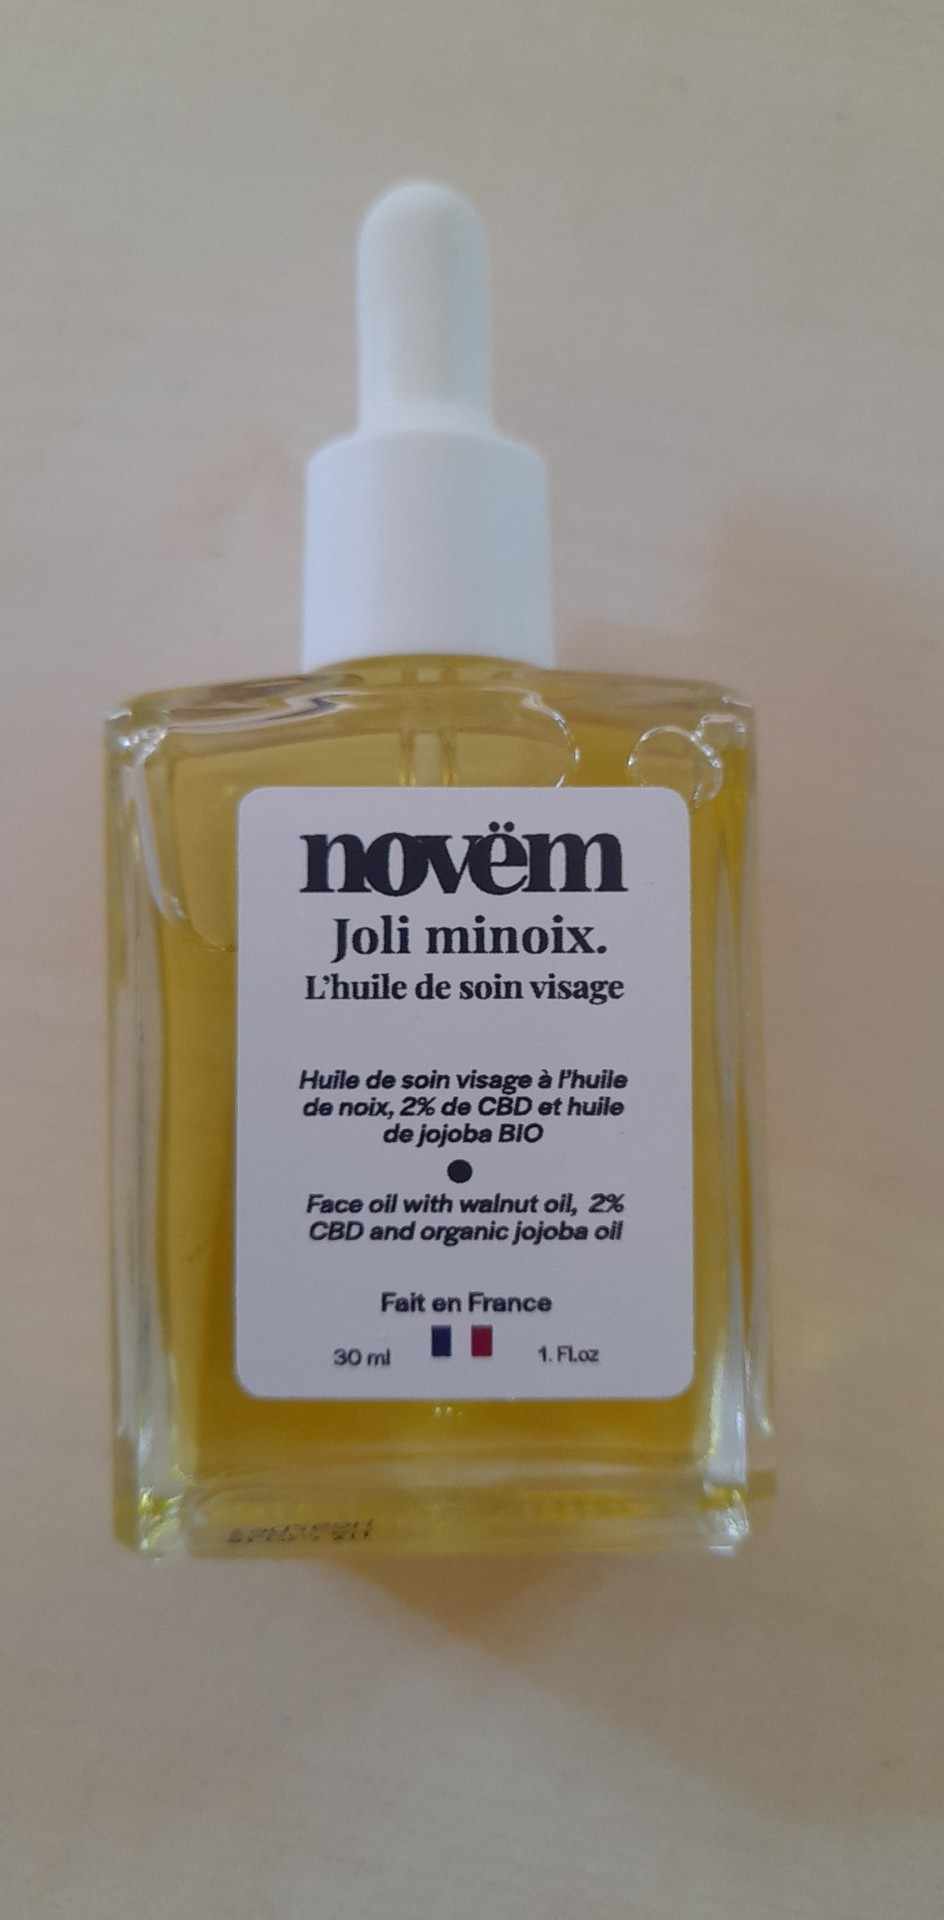 novëm
Joli minoix.
L'huile de soin visage
Huile de soin visage à l'huile
de noix, 2% de CBD et huile
de jojoba BIO
●
Face oil with walnut oil, 2%
CBD and organic jojoba oil
Fait en France
30 ml 1. Fl.oz